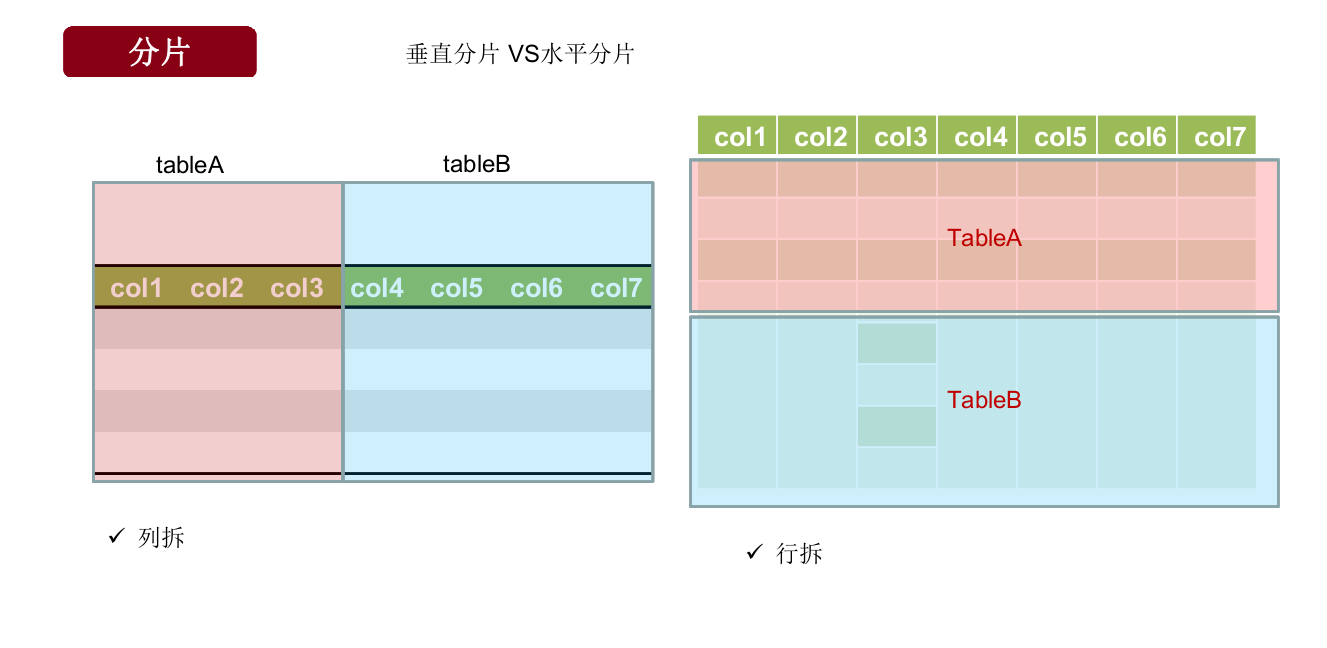 分片
垂直分片 VS水平分片
tableA tableB
col1 col2 col3 col4 col5 col6 col7
列拆
col1 col2 col3 col4 col5 col6 col7
TableA
TableB
行拆